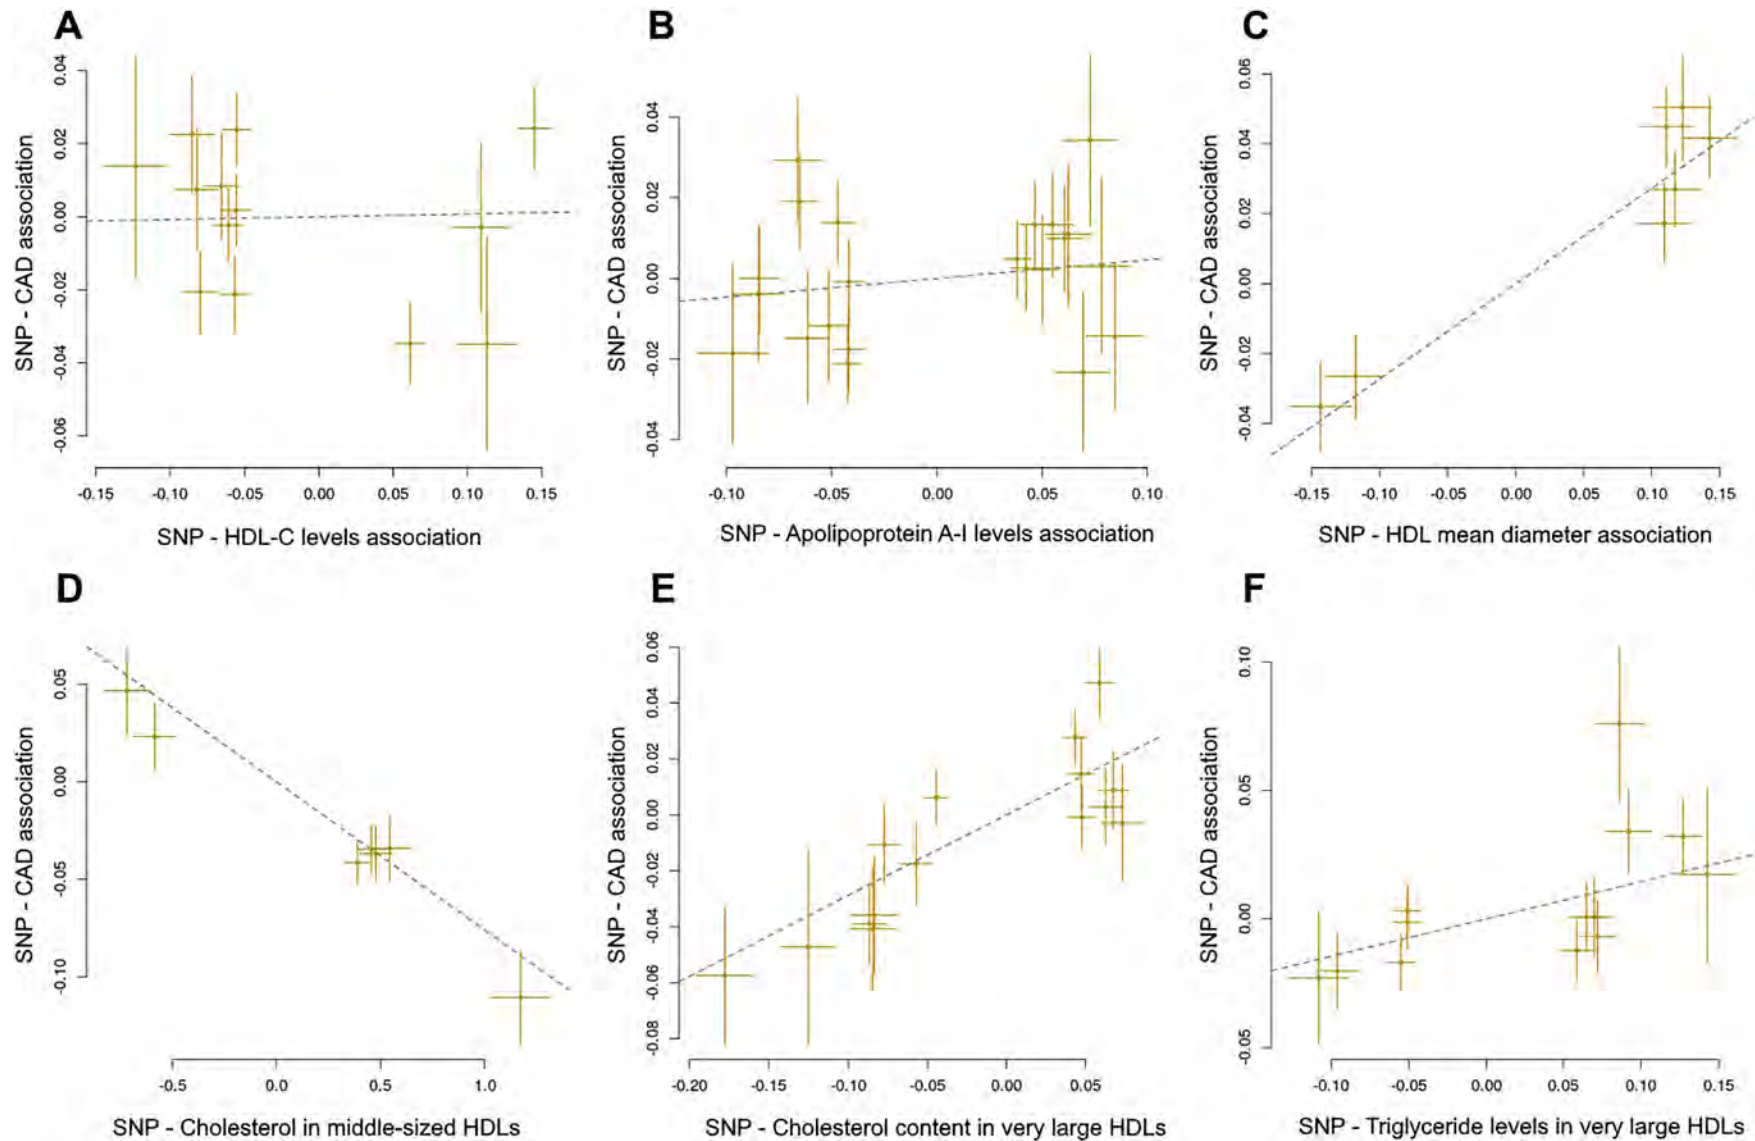 A
B
C
0.04
0.02
0.00
-0.02
-0.04
-0.06
SNP - CAD association
-0.15 -0.10 -0.05 0.00 0.05 0.10 0.15
SNP - HDL-C levels association
0.04
0.02
0.00
-0.02
-0.04
SNP - CAD association
-0.10 -0.05 0.00 0.05 0.10
SNP - Apolipoprotein A-I levels association
0.06
0.04
0.02
0.00
-0.02
-0.04
SNP - CAD association
-0.15 -0.10 -0.05 0.00 0.05 0.10 0.15
SNP - HDL mean diameter association
D
E
F
0.05
0.00
-0.05
-0.10
SNP - CAD association
-0.5 0.0 0.5 1.0
SNP - Cholesterol in middle-sized HDLs
0.06
0.04
0.02
0.00
-0.02
-0.04
-0.06
-0.08
SNP - CAD association
-0.20 -0.15 -0.10 -0.05 0.00 0.05
SNP - Cholesterol content in very large HDLs
0.10
0.05
0.00
-0.05
SNP - CAD association
-0.10 -0.05 0.00 0.05 0.10 0.15
SNP - Triglyceride levels in very large HDLs